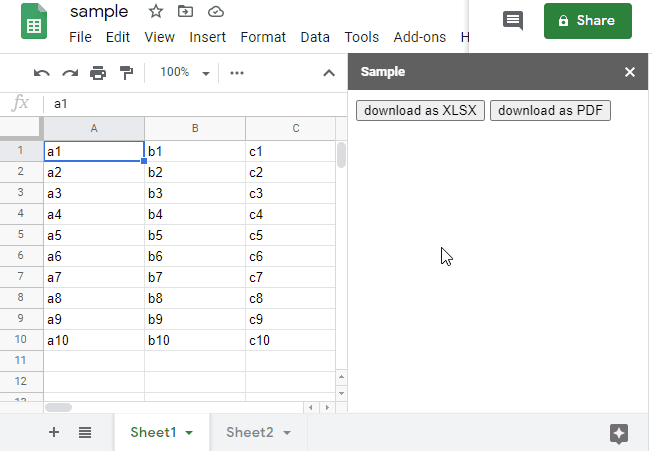 sample
File Edit View Insert Format Data Tools Add-ons H
Share
100%
Sample
fx a1
download as XLSX download as PDF
A B C
1 a1 b1 c1
2 a2 b2 c2
3 a3 b3 c3
4 a4 b4 c4
5 a5 b5 c5
6 a6 b6 c6
7 a7 b7 c7
8 a8 b8 c8
9 a9 b9 c9
10 a10 b10 c10
11
12
Sheet1 Sheet2